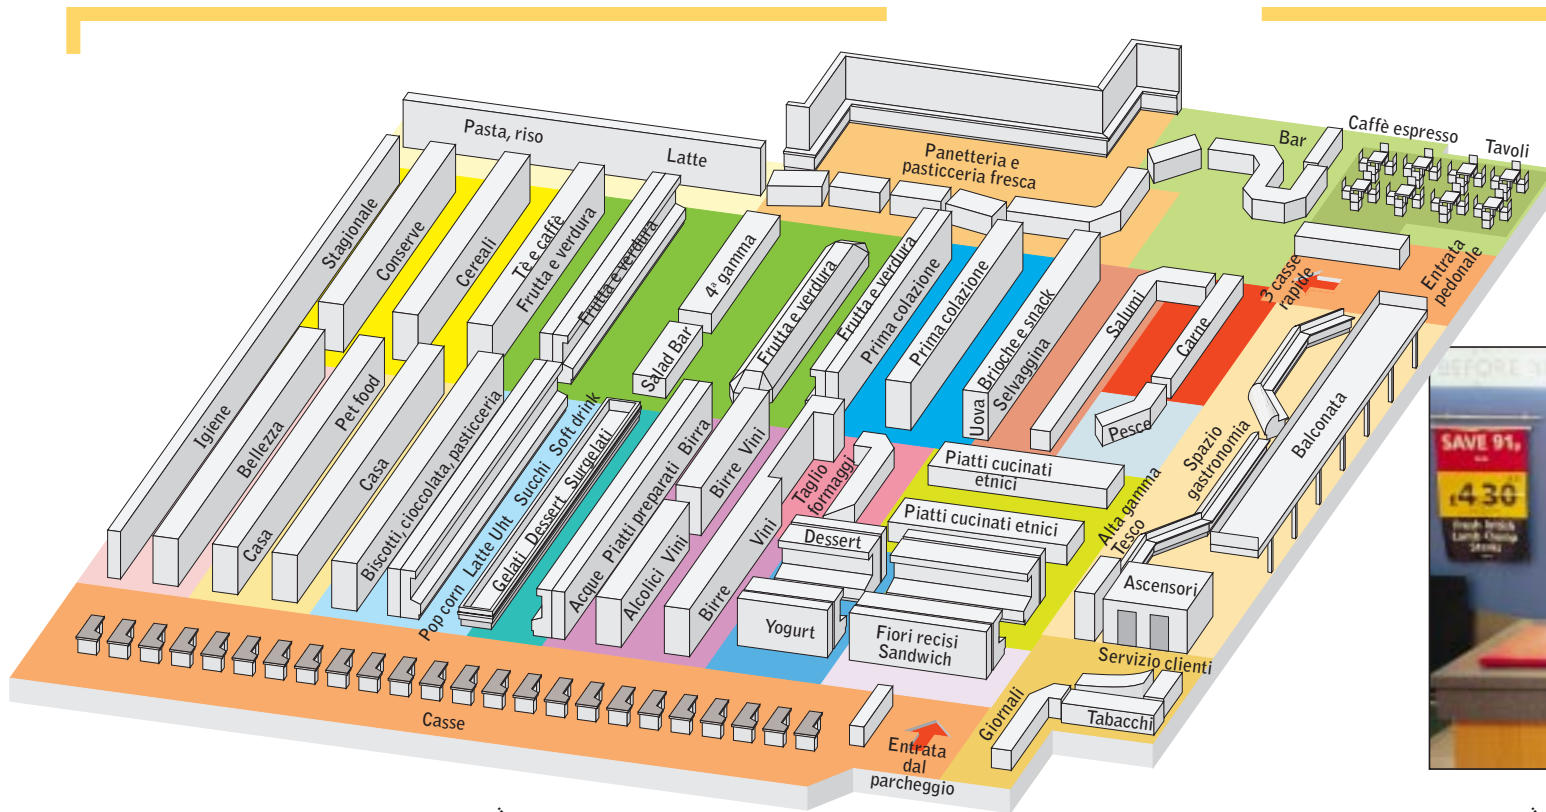 Pasta, riso
Latte
Panetteria e
pasticceria fresca
Bar
Caffè espresso
Tavoli
Stagionale
Conserve
Cereali
Tè e caffè
Frutta e verdura
Frutta e verdura
4ª gamma
Salad Bar
Frutta e verdura
Frutta e verdura
Prima colazione
Prima colazione
Brioche e snack
Uova
Selvaggina
Salumi
Carne
Pesce
3 casse
rapide
Entrata
pedonale
Igiene
Bellezza
Pet food
Casa
Casa
Biscotti, cioccolata, pasticceria
Pop corn Latte Uht Succhi Soft drink
Gelati Dessert Surgelati
Acque Piatti preparati Birra
Alcolici Vini
Birre Vini
Birre Vini
Taglio
formaggi
Piatti cucinati
etnici
Piatti cucinati etnici
Dessert
Yogurt
Fiori recisi
Sandwich
Alta gamma
Tesco
Spazio
gastronomia
Balconata
Ascensori
Servizio clienti
Giornali
Tabacchi
Casse
Entrata
dal
parcheggio
SAVE 91p
£4.30